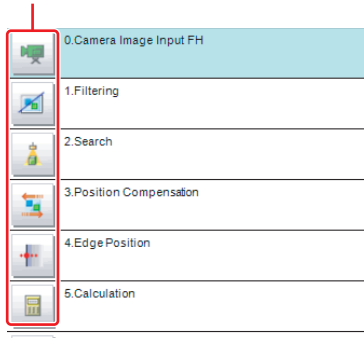 0.Camera Image Input FH
1.Filtering
2.Search
3.Position Compensation
4.Edge Position
5.Calculation